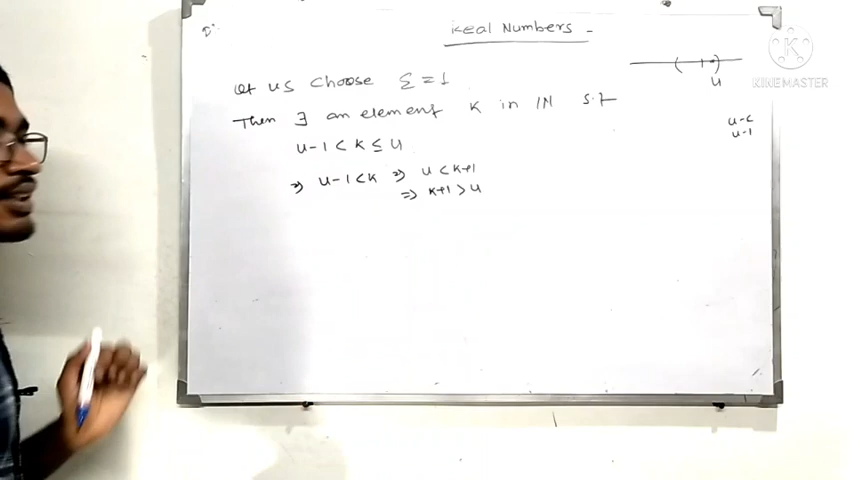 Real Numbers -
Let us choose Σ = 1
Then ∃ an element K in IN s.t
u-1 < K ≤ u
⇒ u-1 < K ⇒ u < K+1
⇒ K+1 > u
u
u-ε
u-1
K
KINEMASTER